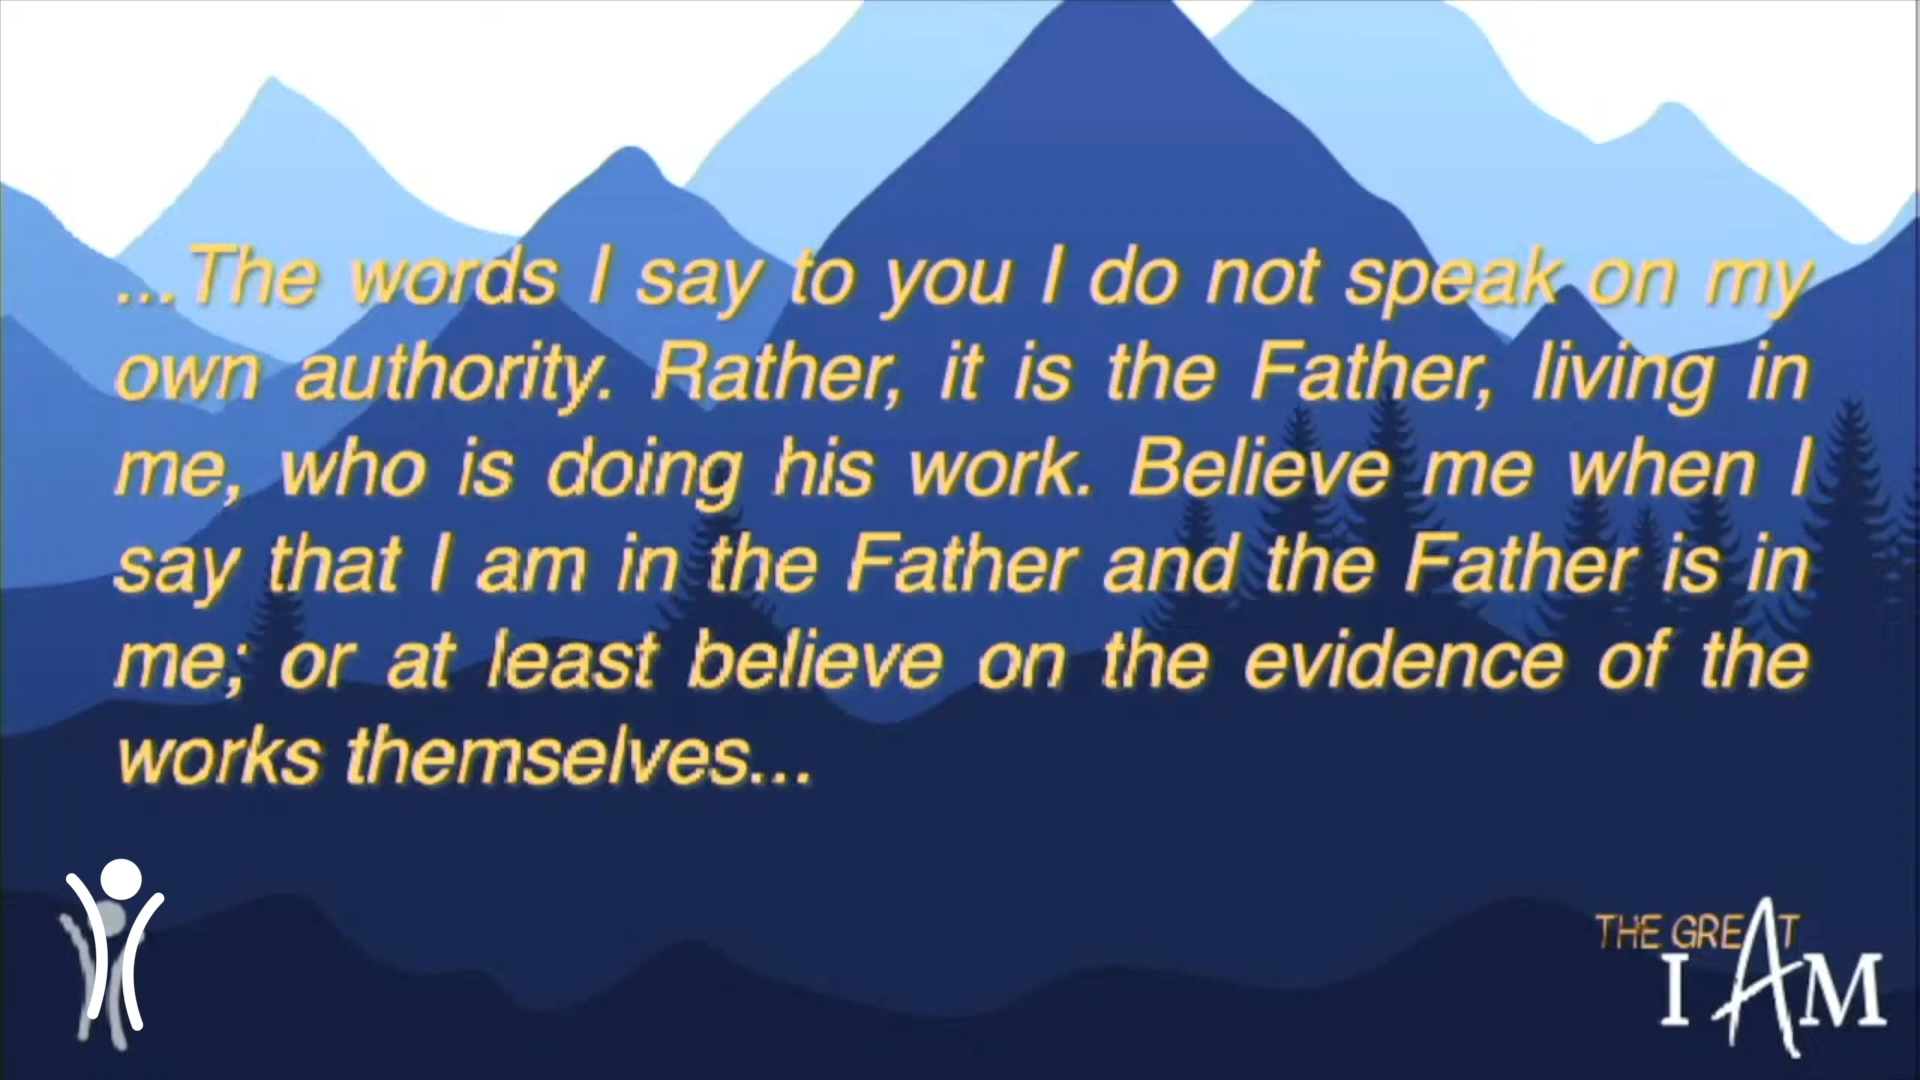 ...The words I say to you I do not speak on my
own authority. Rather, it is the Father, living in
me, who is doing his work. Believe me when I
say that I am in the Father and the Father is in
me; or at least believe on the evidence of the
works themselves...
THE GREAT
I AM